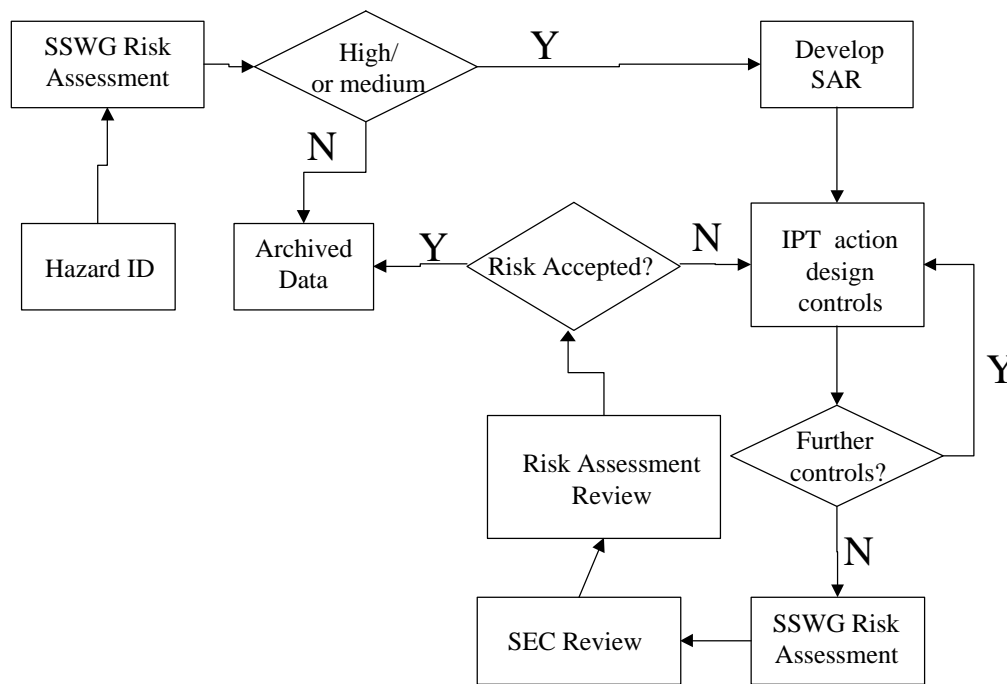 SSWG Risk
Assessment
High/
or medium
Y
Develop
SAR
N
Hazard ID
Archived
Data
Y
Risk Accepted?
N
IPT action
design
controls
Y
Risk Assessment
Review
Further
controls?
N
SEC Review
SSWG Risk
Assessment